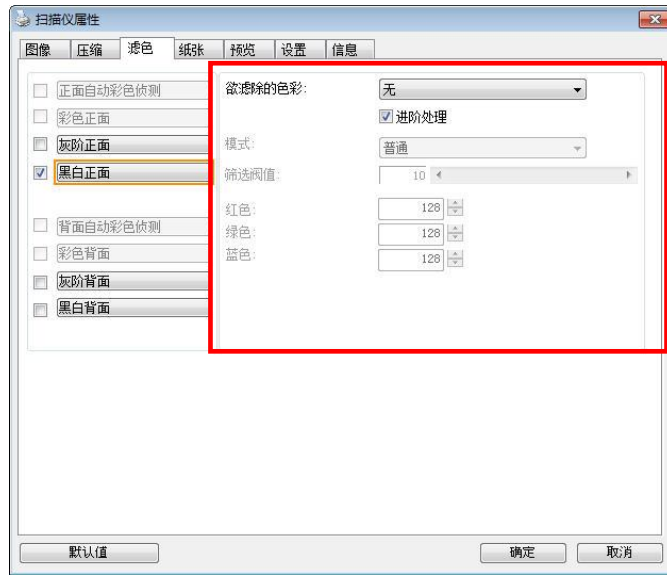 扫描仪属性
图像 压缩 滤色 纸张 预览 设置 信息
正面自动彩色侦测
彩色正面
灰阶正面
黑白正面
背面自动彩色侦测
彩色背面
灰阶背面
黑白背面
欲滤除的色彩: 无
进阶处理
模式: 普通
筛选阀值: 10
红色: 128
绿色: 128
蓝色: 128
默认值 确定 取消